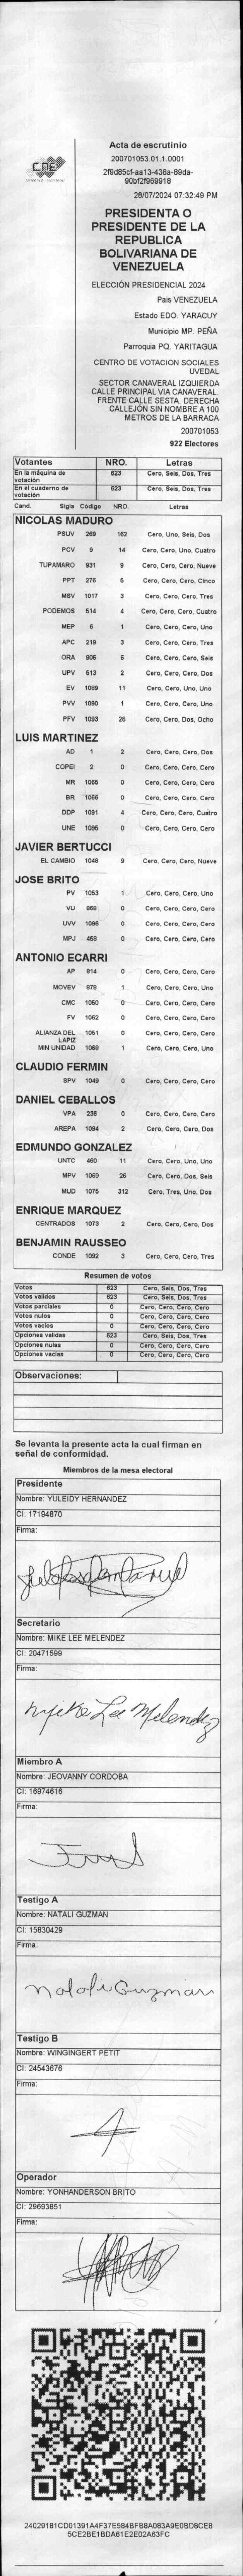 CNE
Acta de escrutinio
200701053.01.1.0001
2f9d85cf-aa13-438a-89da-
90bf2f969918
28/07/2024 07:32:49 PM
PRESIDENTA O
PRESIDENTE DE LA
REPUBLICA
BOLIVARIANA DE
VENEZUELA
ELECCIÓN PRESIDENCIAL 2024
Pais VENEZUELA
Estado EDO. YARACUY
Municipio MP. PEÑA
Parroquia PQ. YARITAGUA
CENTRO DE VOTACION SOCIALES
UVEDAL
SECTOR CANAVERAL IZQUIERDA
CALLE PRINCIPAL VIA CANAVERAL.
FRENTE CALLE SESTA. DERECHA
CALLEJÓN SIN NOMBRE A 100
METROS DE LA BARRACA
200701053
922 Electores
Votantes NRO. Letras
En la máquina de votación 623 Cero, Seis, Dos, Tres
En el cuaderno de votación 623 Cero, Seis, Dos, Tres
Cand. Sigla Código NRO. Letras
NICOLAS MADURO
PSUV 269 162 Cero, Uno, Seis, Dos
PCV 9 14 Cero, Cero, Uno, Cuatro
TUPAMARO 931 9 Cero, Cero, Cero, Nueve
PPT 276 5 Cero, Cero, Cero, Cinco
MSV 1017 3 Cero, Cero, Cero, Tres
PODEMOS 514 4 Cero, Cero, Cero, Cuatro
MEP 6 1 Cero, Cero, Cero, Uno
APC 219 3 Cero, Cero, Cero, Tres
ORA 906 6 Cero, Cero, Cero, Seis
UPV 513 2 Cero, Cero, Cero, Dos
EV 1089 11 Cero, Cero, Uno, Uno
PVV 1090 1 Cero, Cero, Cero, Uno
PFV 1093 28 Cero, Cero, Dos, Ocho
LUIS MARTINEZ
AD 1 2 Cero, Cero, Cero, Dos
COPEI 2 0 Cero, Cero, Cero, Cero
MR 1065 0 Cero, Cero, Cero, Cero
BR 1066 0 Cero, Cero, Cero, Cero
DDP 1091 4 Cero, Cero, Cero, Cuatro
UNE 1095 0 Cero, Cero, Cero, Cero
JAVIER BERTUCCI
EL CAMBIO 1048 9 Cero, Cero, Cero, Nueve
JOSE BRITO
PV 1053 1 Cero, Cero, Cero, Uno
VU 868 0 Cero, Cero, Cero, Cero
UVV 1096 0 Cero, Cero, Cero, Cero
MPJ 458 0 Cero, Cero, Cero, Cero
ANTONIO ECARRI
AP 814 0 Cero, Cero, Cero, Cero
MOVEV 978 1 Cero, Cero, Cero, Uno
CMC 1050 0 Cero, Cero, Cero, Cero
FV 1062 0 Cero, Cero, Cero, Cero
ALIANZA DEL LAPIZ 1051 0 Cero, Cero, Cero, Cero
MIN UNIDAD 1069 1 Cero, Cero, Cero, Uno
CLAUDIO FERMIN
SPV 1049 0 Cero, Cero, Cero, Cero
DANIEL CEBALLOS
VPA 236 0 Cero, Cero, Cero, Cero
AREPA 1094 2 Cero, Cero, Cero, Dos
EDMUNDO GONZALEZ
UNTC 460 11 Cero, Cero, Uno, Uno
MPV 1069 26 Cero, Cero, Dos, Seis
MUD 1075 312 Cero, Tres, Uno, Dos
ENRIQUE MARQUEZ
CENTRADOS 1073 2 Cero, Cero, Cero, Dos
BENJAMIN RAUSSEO
CONDE 1092 3 Cero, Cero, Cero, Tres
Resumen de votos
Votos 623 Cero, Seis, Dos, Tres
Votos validos 623 Cero, Seis, Dos, Tres
Votos parciales 0 Cero, Cero, Cero, Cero
Votos nulos 0 Cero, Cero, Cero, Cero
Votos vacios 0 Cero, Cero, Cero, Cero
Opciones validas 623 Cero, Seis, Dos, Tres
Opciones nulas 0 Cero, Cero, Cero, Cero
Opciones vacias 0 Cero, Cero, Cero, Cero
Observaciones:
Se levanta la presente acta la cual firman en
señal de conformidad.
Miembros de la mesa electoral
Presidente
Nombre: YULEIDY HERNANDEZ
CI: 17194870
Firma:
Secretario
Nombre: MIKE LEE MELENDEZ
CI: 20471599
Firma:
Myke Lee Melendez
Miembro A
Nombre: JEOVANNY CORDOBA
CI: 16974616
Firma:
Testigo A
Nombre: NATALI GUZMAN
CI: 15830429
Firma:
Natali Guzman
Testigo B
Nombre: WINGINGERT PETIT
CI: 24543676
Firma:
Operador
Nombre: YONHANDERSON BRITO
CI: 29693851
Firma:
24029181CD01391A4F37E584BFB8A083A9E0BD8CE8
5CE2BE1BDA61E2E02A63FC